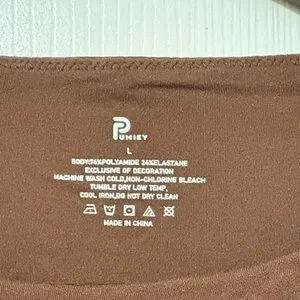 PUMIEY
L
BODY:76%POLYAMIDE 24%ELASTANE
EXCLUSIVE OF DECORATION
MACHINE WASH COLD,NON-CHLORINE BLEACH
TUMBLE DRY LOW TEMP,
COOL IRON,DO NOT DRY CLEAN
MADE IN CHINA